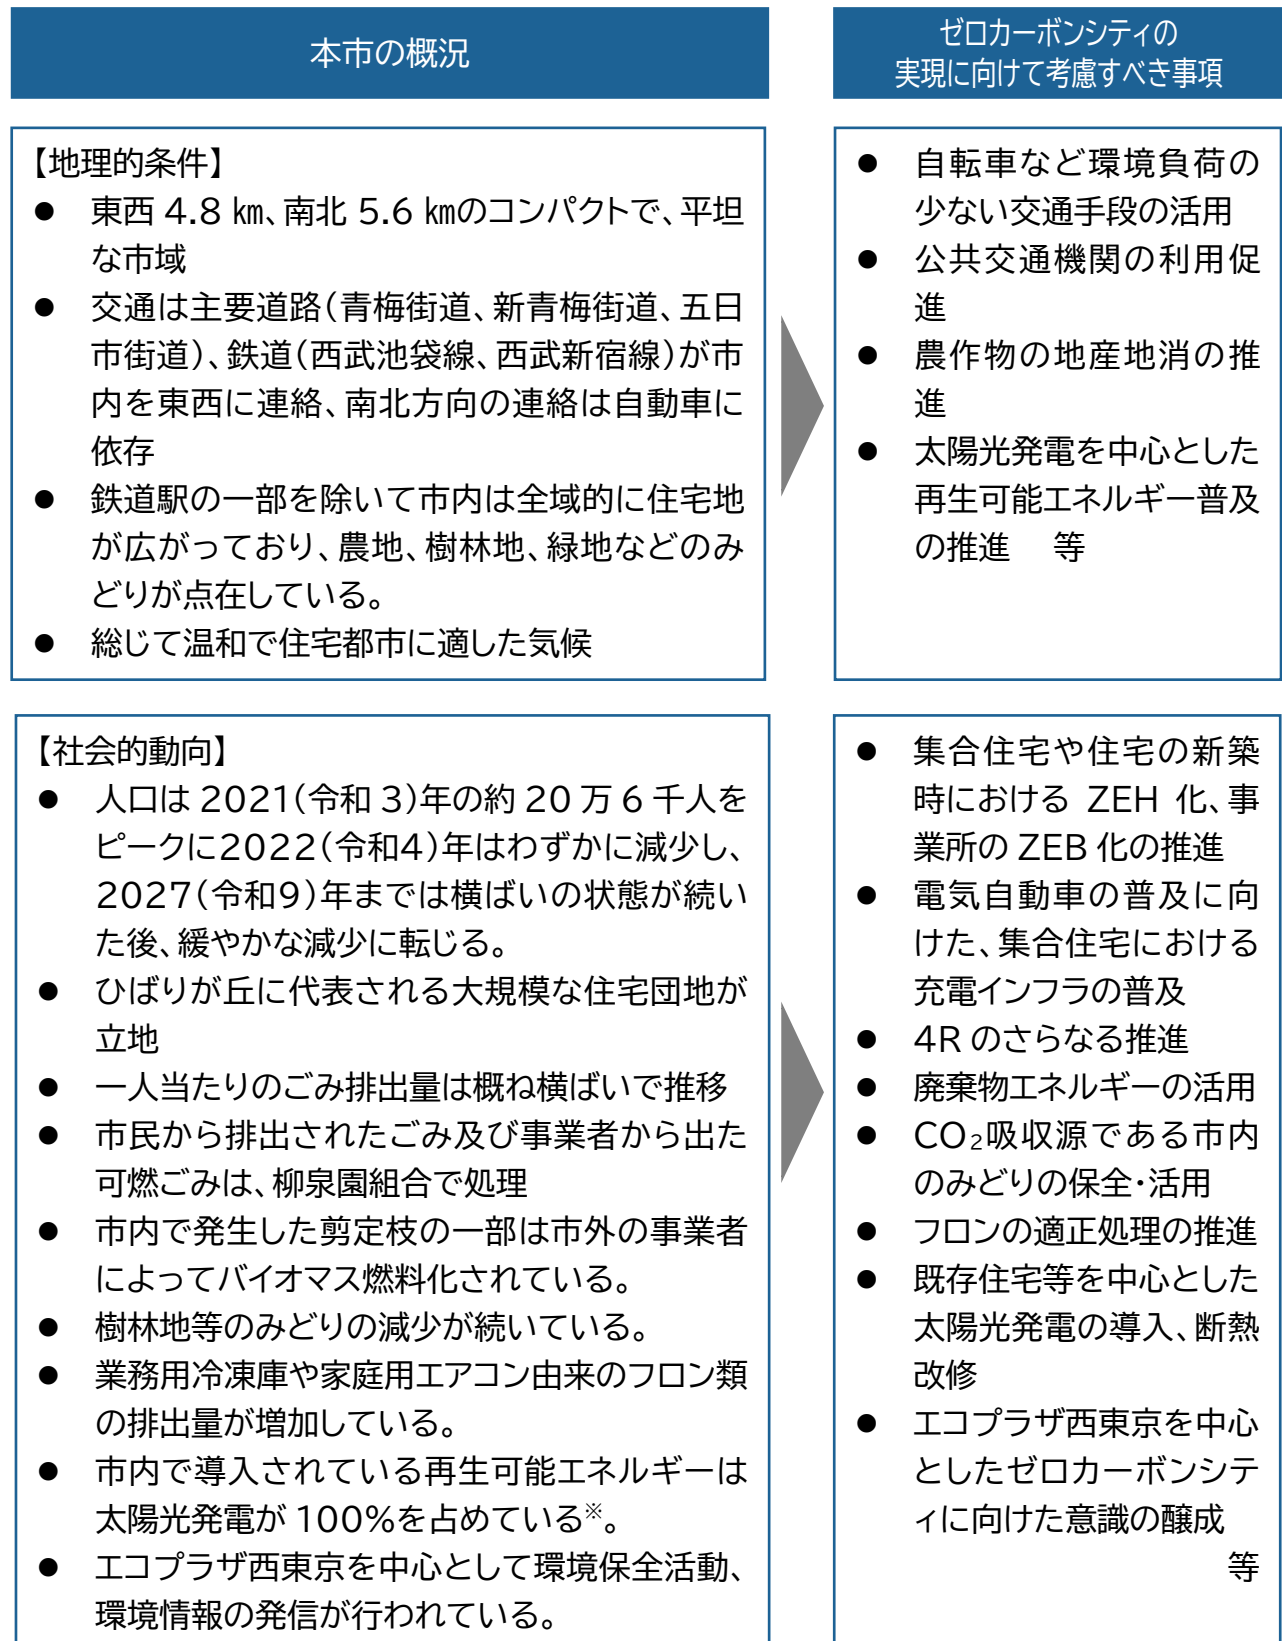 本市の概況
ゼロカーボンシティの
実現に向けて考慮すべき事項
【地理的条件】
● 東西 4.8 ㎞、南北 5.6 ㎞のコンパクトで、平坦
な市域
● 交通は主要道路(青梅街道、新青梅街道、五日
市街道)、鉄道(西武池袋線、西武新宿線)が市
内を東西に連絡、南北方向の連絡は自動車に
依存
● 鉄道駅の一部を除いて市内は全域的に住宅地
が広がっており、農地、樹林地、緑地などのみ
どりが点在している。
● 総じて温和で住宅都市に適した気候
● 自転車など環境負荷の
少ない交通手段の活用
● 公共交通機関の利用促
進
● 農作物の地産地消の推
進
● 太陽光発電を中心とした
再生可能エネルギー普及
の推進 等
【社会的動向】
● 人口は 2021(令和 3)年の約 20 万 6 千人を
ピークに2022(令和4)年はわずかに減少し、
2027(令和9)年までは横ばいの状態が続い
た後、緩やかな減少に転じる。
● ひばりが丘に代表される大規模な住宅団地が
立地
● 一人当たりのごみ排出量は概ね横ばいで推移
● 市民から排出されたごみ及び事業者から出た
可燃ごみは、柳泉園組合で処理
● 市内で発生した剪定枝の一部は市外の事業者
によってバイオマス燃料化されている。
● 樹林地等のみどりの減少が続いている。
● 業務用冷凍庫や家庭用エアコン由来のフロン類
の排出量が増加している。
● 市内で導入されている再生可能エネルギーは
太陽光発電が 100%を占めている※。
● エコプラザ西東京を中心として環境保全活動、
環境情報の発信が行われている。
● 集合住宅や住宅の新築
時における ZEH 化、事
業所の ZEB 化の推進
● 電気自動車の普及に向
けた、集合住宅における
充電インフラの普及
● 4R のさらなる推進
● 廃棄物エネルギーの活用
● CO₂吸収源である市内
のみどりの保全・活用
● フロンの適正処理の推進
● 既存住宅等を中心とした
太陽光発電の導入、断熱
改修
● エコプラザ西東京を中心
としたゼロカーボンシテ
ィに向けた意識の醸成
等